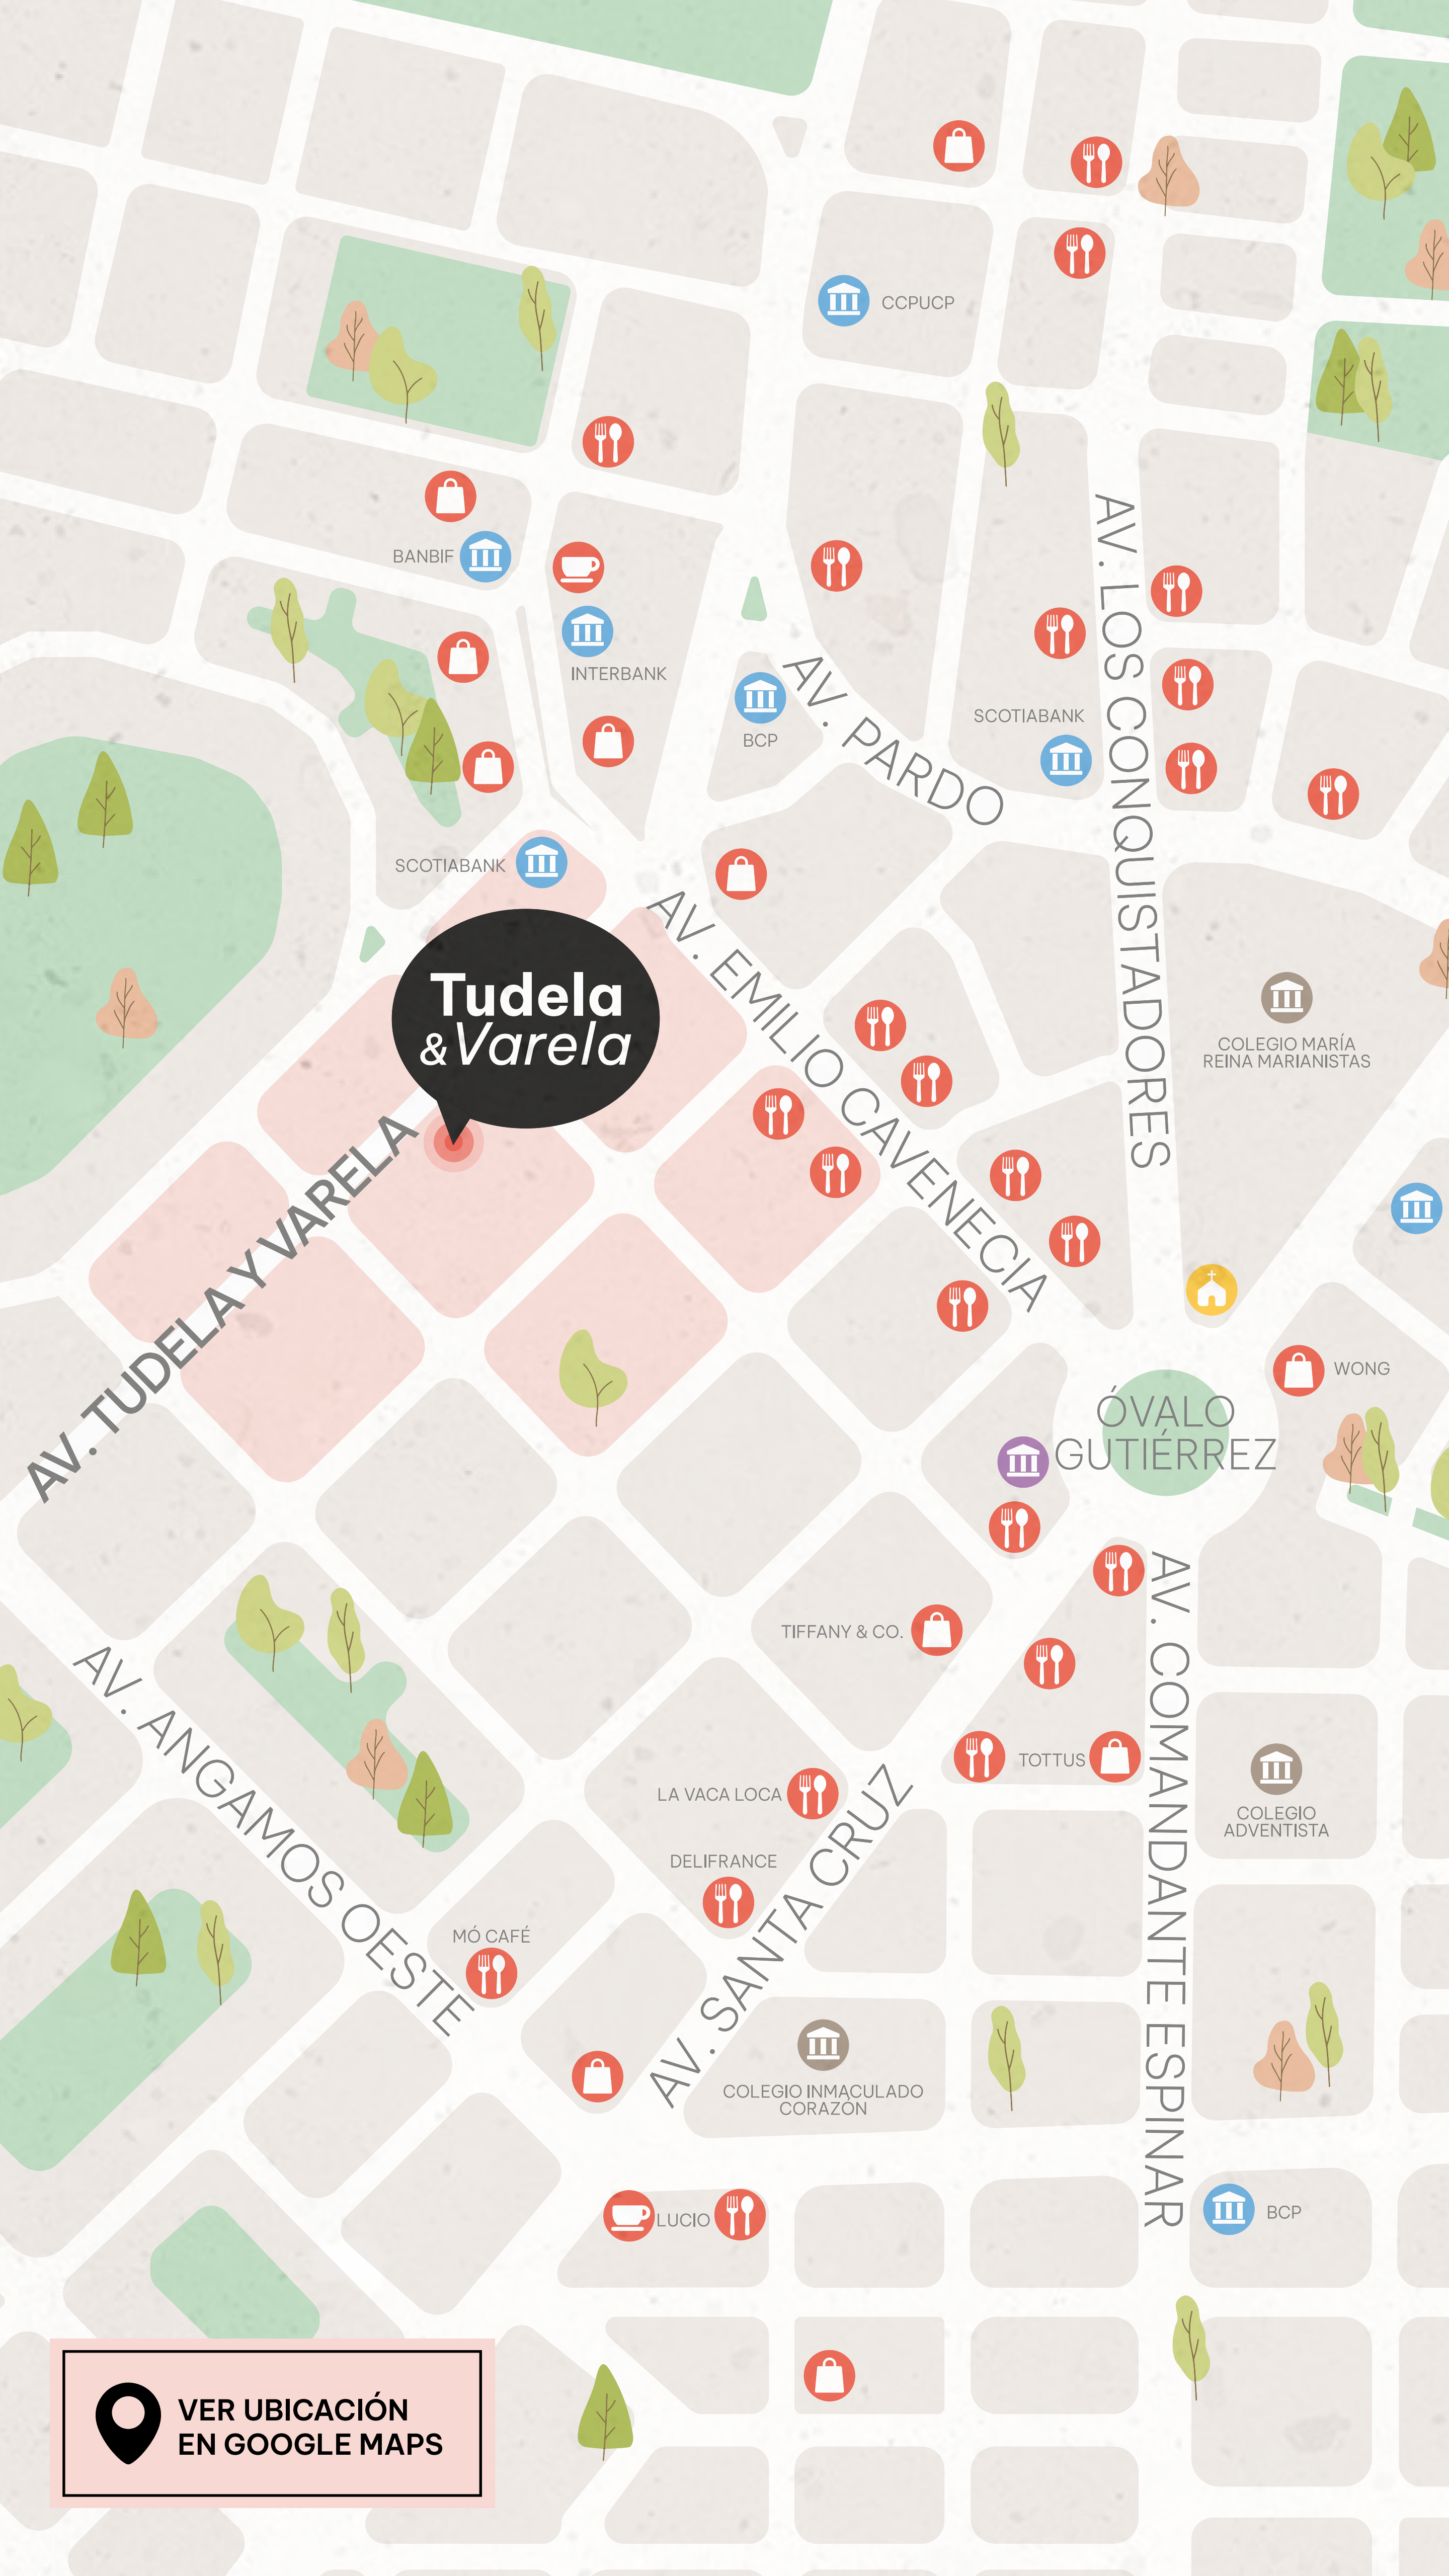 CCPUCP
AV. LOS CONQUISTADORES
BANBIF
INTERBANK
AV. PARDO
BCP
SCOTIABANK
SCOTIABANK
AV. EMILIO CAVENECIA
Tudela
&Varela
COLEGIO MARÍA
REINA MARIANISTAS
AV. TUDELA Y VARELA
WONG
ÓVALO
GUTIÉRREZ
TIFFANY & CO.
AV. COMANDANTE ESPINAR
AV. ANGAMOS OESTE
TOTTUS
LA VACA LOCA
AV. SANTA CRUZ
COLEGIO
ADVENTISTA
DELIFRANCE
MÓ CAFÉ
COLEGIO INMACULADO
CORAZÓN
LUCIO
BCP
VER UBICACIÓN
EN GOOGLE MAPS